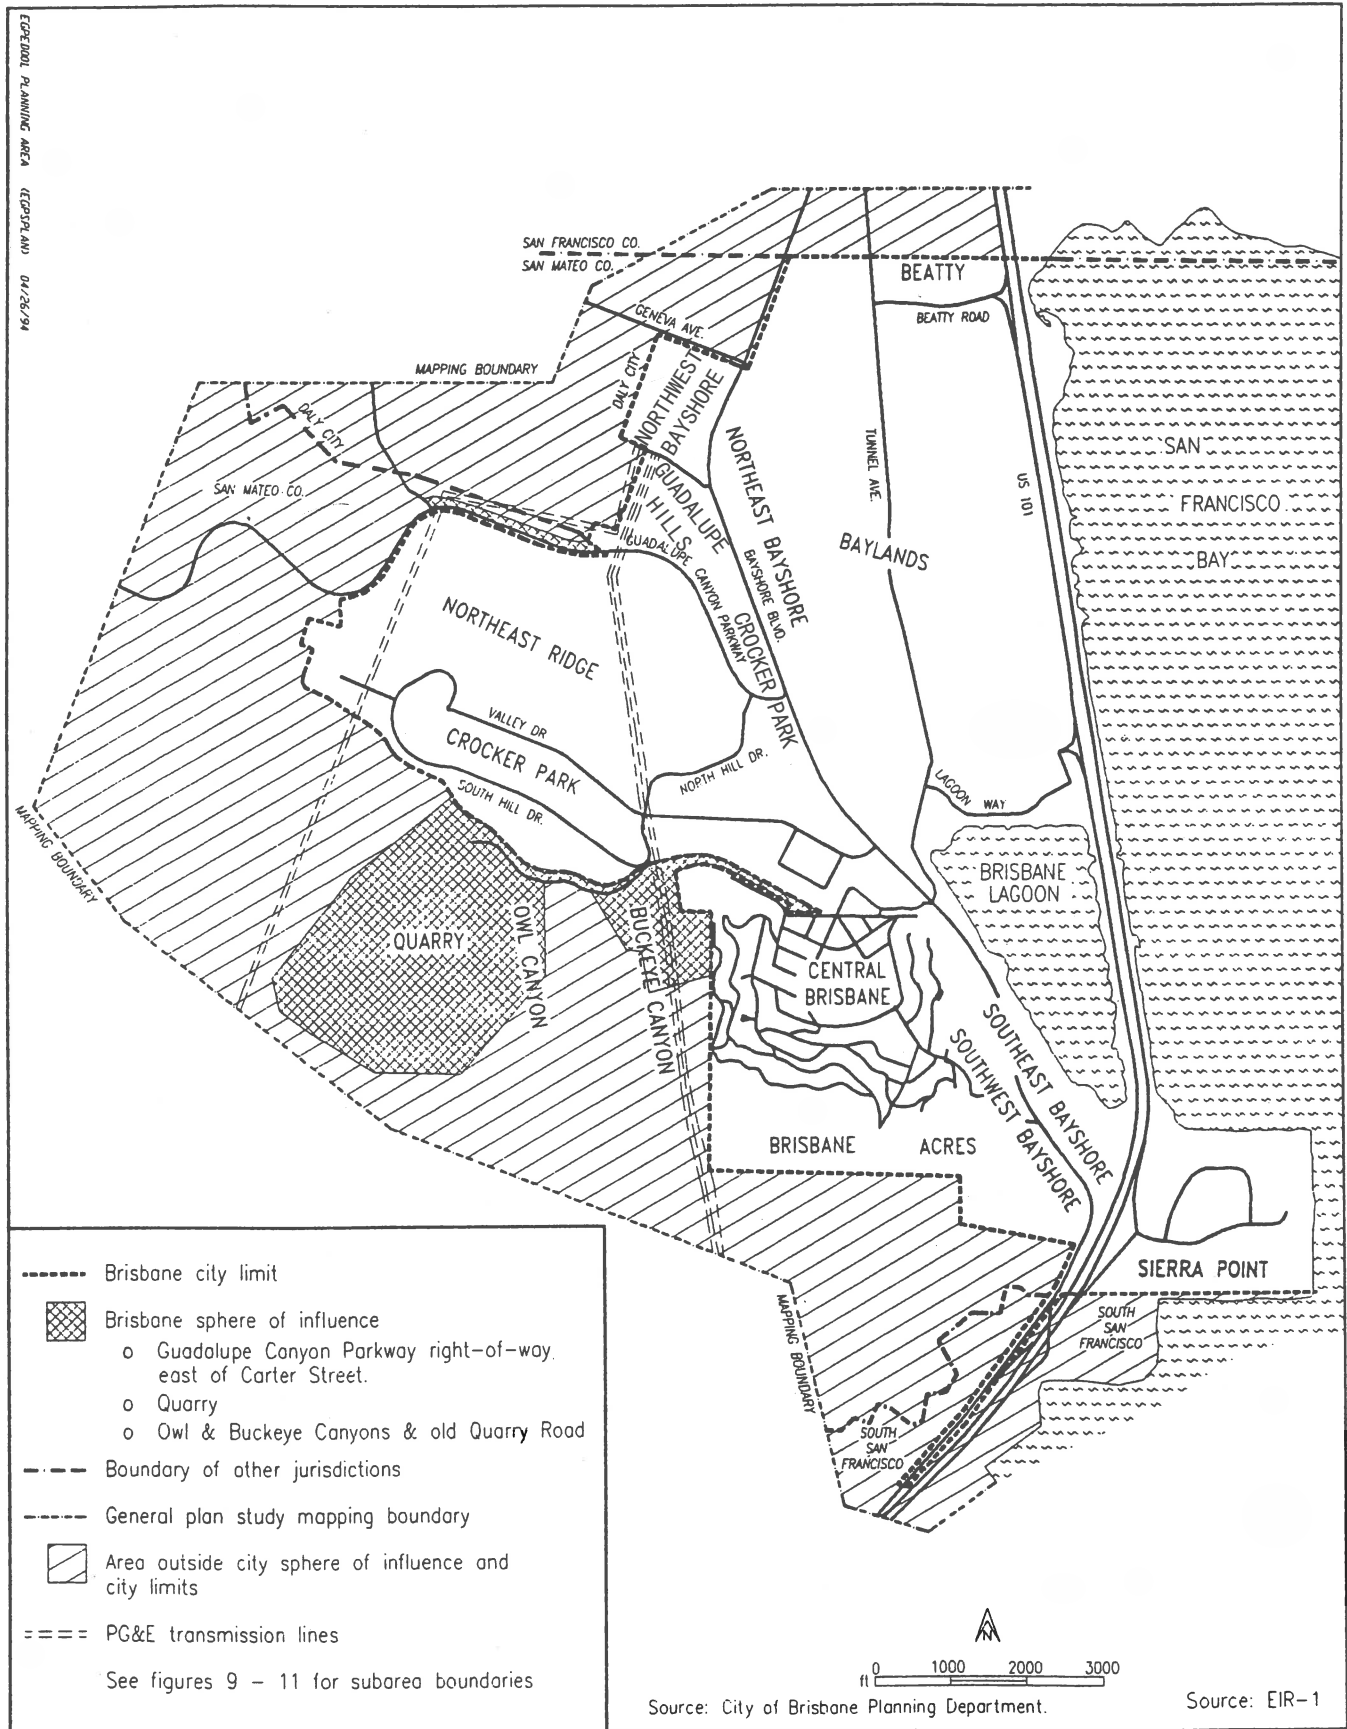 EGPEDOOL PLANNING AREA (EGPSPLAN) 04/26/94
SAN FRANCISCO CO.
SAN MATEO CO.
BEATTY
BEATTY ROAD
GENEVA AVE.
MAPPING BOUNDARY
DALY CITY
NORTHWEST
BAYSHORE
DALY CITY
SAN MATEO CO.
GUADALUPE
HILLS
NORTHEAST BAYSHORE
BAYSHORE BLVD.
TUNNEL AVE.
US 101
SAN
FRANCISCO
BAY
BAYLANDS
GUADALUPE CANYON PARKWAY
NORTHEAST RIDGE
CROCKER PARK
VALLEY DR
CROCKER PARK
SOUTH HILL DR.
NOPTH HILL DR.
LAGOON WAY
MAPPING BOUNDARY
BRISBANE
LAGOON
QUARRY
OWL CANYON
BUCKEYE CANYON
CENTRAL
BRISBANE
SOUTHEAST BAYSHORE
SOUTHWEST BAYSHORE
BRISBANE ACRES
SIERRA POINT
MAPPING BOUNDARY
SOUTH
SAN
FRANCISCO
SOUTH
SAN
FRANCISCO
Brisbane city limit
Brisbane sphere of influence
o Guadalupe Canyon Parkway right-of-way.
east of Carter Street.
o Quarry
o Owl & Buckeye Canyons & old Quarry Road
Boundary of other jurisdictions
General plan study mapping boundary
Area outside city sphere of influence and
city limits
PG&E transmission lines
See figures 9 - 11 for subarea boundaries
N
0 1000 2000 3000
ft
Source: City of Brisbane Planning Department.
Source: EIR-1